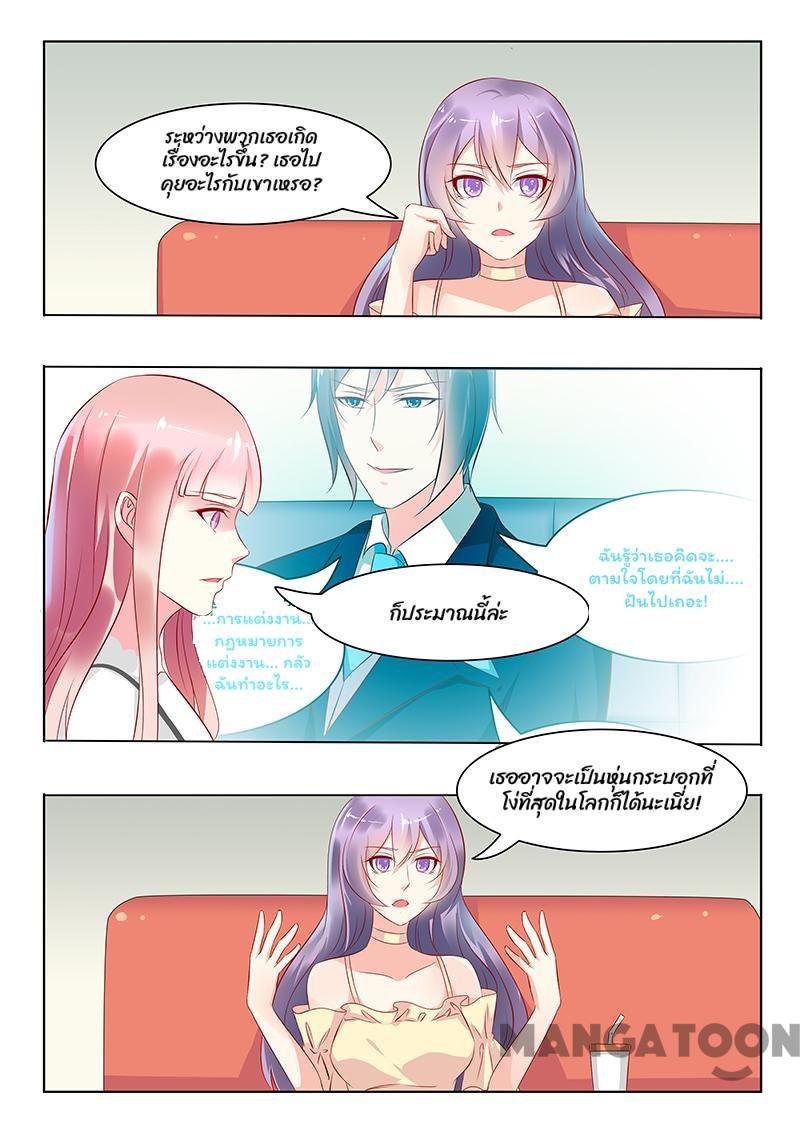 ระหว่างพวกเธอเกิด
เรื่องอะไรขึ้น? เธอไป
คุยอะไรกับเขาเหรอ?
ฉันรู้ว่าเธอคิดจะ....
ตามใจโดยที่ฉันไม่....
ฝันไปเถอะ!
...การแต่งงาน...
กฎหมายการ
แต่งงาน... กลัว
ฉันทำอะไร...
ก็ประมาณนี้ล่ะ
เธออาจจะเป็นหุ่นกระบอกที่
โง่ที่สุดในโลกก็ได้นะเนี่ย!
MANGATOON